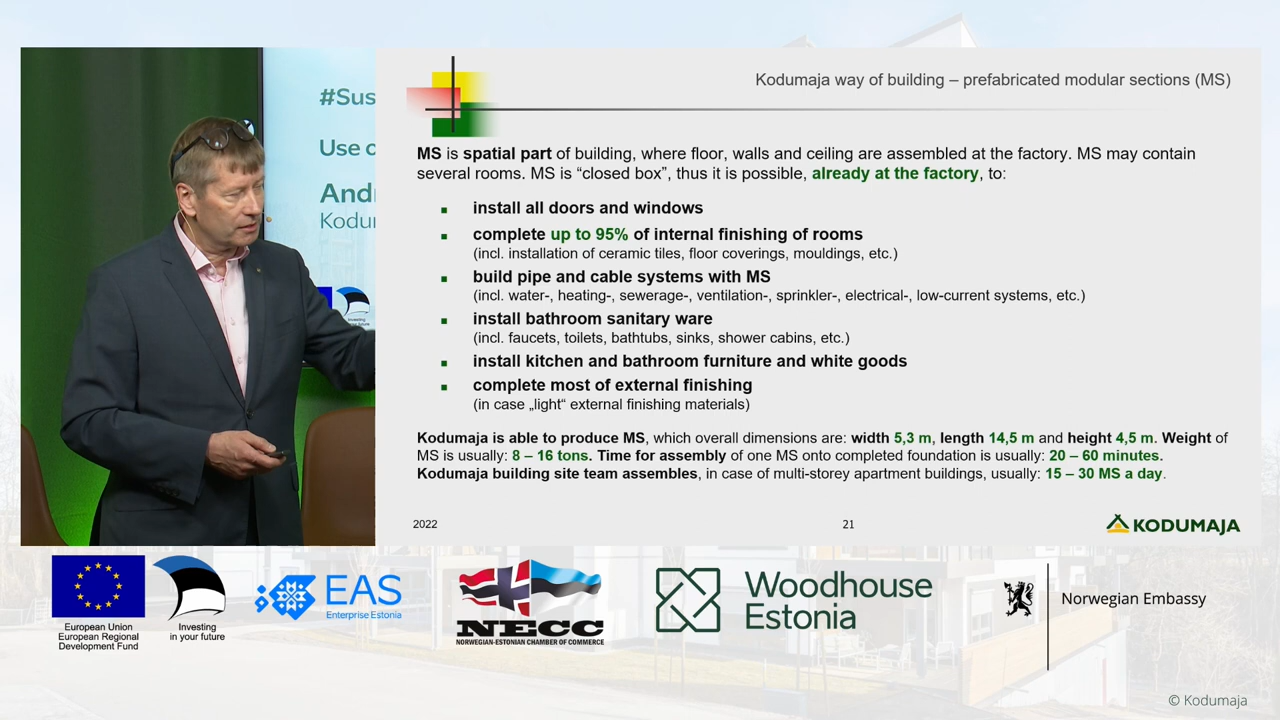 #Sus
Use o
And
Kodu
Investing
Kodumaja way of building – prefabricated modular sections (MS)
MS is spatial part of building, where floor, walls and ceiling are assembled at the factory. MS may contain
several rooms. MS is “closed box”, thus it is possible, already at the factory, to:
▪ install all doors and windows
▪ complete up to 95% of internal finishing of rooms
(incl. installation of ceramic tiles, floor coverings, mouldings, etc.)
▪ build pipe and cable systems with MS
(incl. water-, heating-, sewerage-, ventilation-, sprinkler-, electrical-, low-current systems, etc.)
▪ install bathroom sanitary ware
(incl. faucets, toilets, bathtubs, sinks, shower cabins, etc.)
▪ install kitchen and bathroom furniture and white goods
▪ complete most of external finishing
(in case „light“ external finishing materials)
Kodumaja is able to produce MS, which overall dimensions are: width 5,3 m, length 14,5 m and height 4,5 m. Weight of
MS is usually: 8 – 16 tons. Time for assembly of one MS onto completed foundation is usually: 20 – 60 minutes.
Kodumaja building site team assembles, in case of multi-storey apartment buildings, usually: 15 – 30 MS a day.
2022
21
KODUMAJA
European Union
European Regional
Development Fund
Investing
in your future
EAS
Enterprise Estonia
NECC
NORWEGIAN-ESTONIAN CHAMBER OF COMMERCE
Woodhouse
Estonia
Norwegian Embassy
© Kodumaja